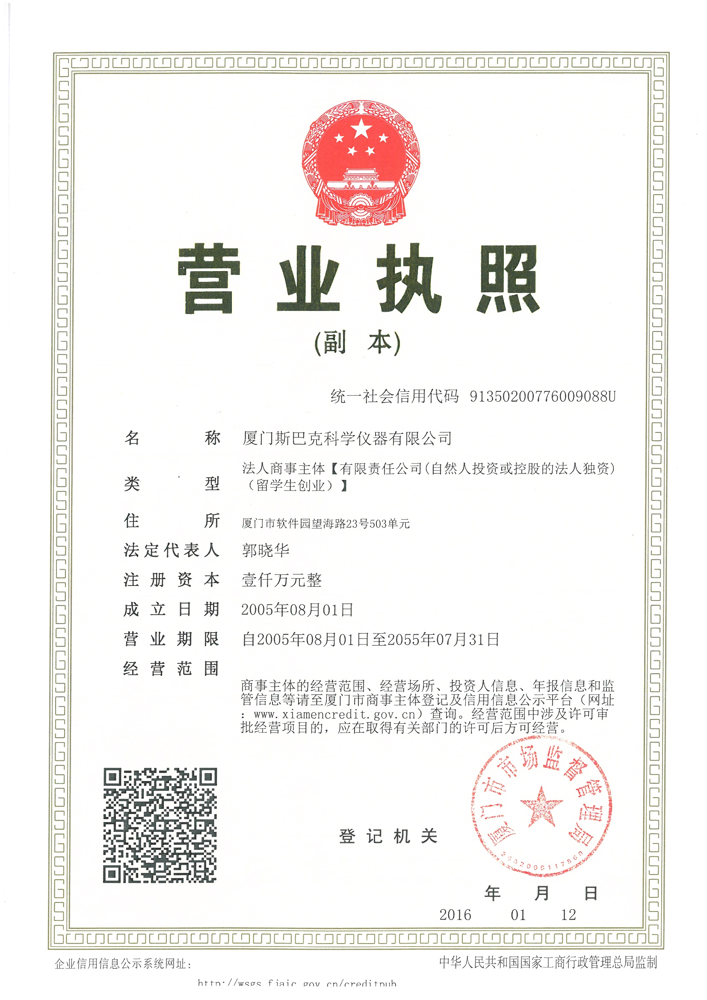 营业执照
(副 本)
统一社会信用代码 91350200776009088U
名称 厦门斯巴克科学仪器有限公司
类型 法人商事主体【有限责任公司(自然人投资或控股的法人独资)
（留学生创业）】
住所 厦门市软件园望海路23号503单元
法定代表人 郭晓华
注册资本 壹仟万元整
成立日期 2005年08月01日
营业期限 自2005年08月01日至2055年07月31日
经营范围
商事主体的经营范围、经营场所、投资人信息、年报信息和监
管信息等请至厦门市商事主体登记及信用信息公示平台（网址
：www.xiamencredit.gov.cn）查询。经营范围中涉及许可审
批经营项目的，应在取得有关部门的许可后方可经营。
厦门市市场监督管理局
登记机关
3502006117860
年 月 日
2016 01 12
企业信用信息公示系统网址：
中华人民共和国国家工商行政管理总局监制
http://wsgs.fjaic.gov.cn/creditpub